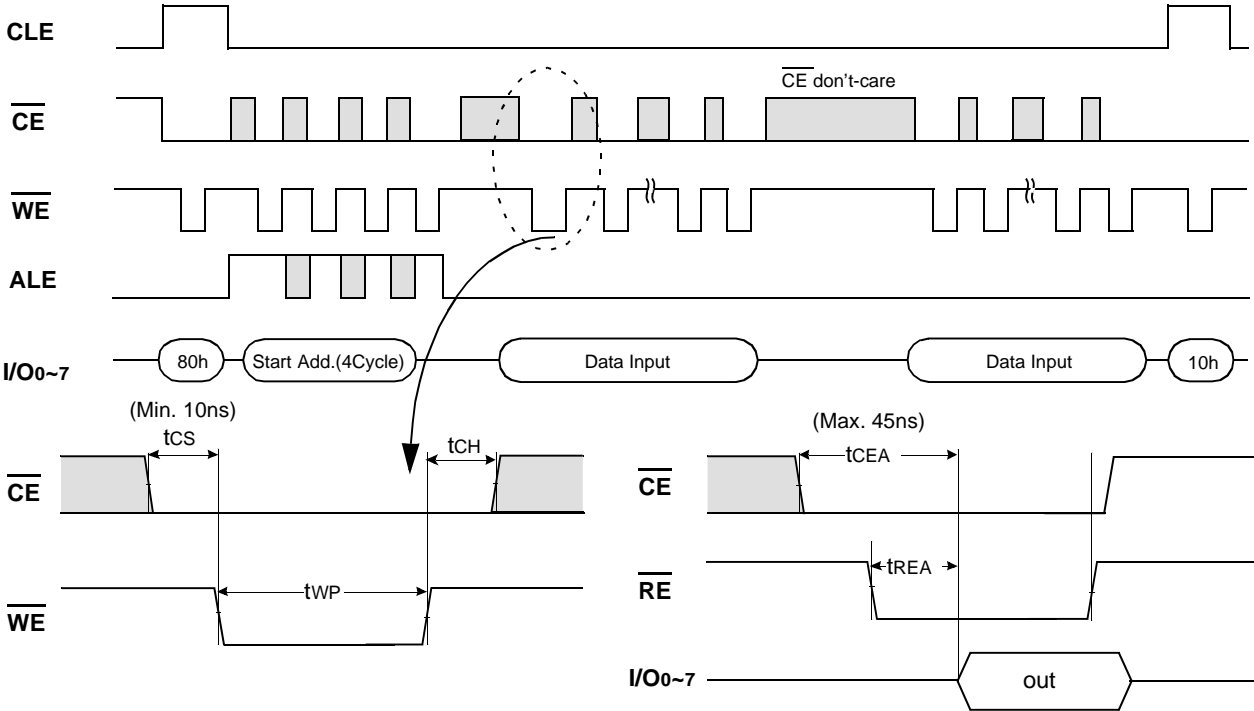 CLE
CE don't-care
CE
WE
ALE
I/O0~7
80h
Start Add.(4Cycle)
Data Input
Data Input
10h
(Min. 10ns)
tCS
tCH
CE
tWP
WE
(Max. 45ns)
tCEA
CE
tREA
RE
I/O0~7
out